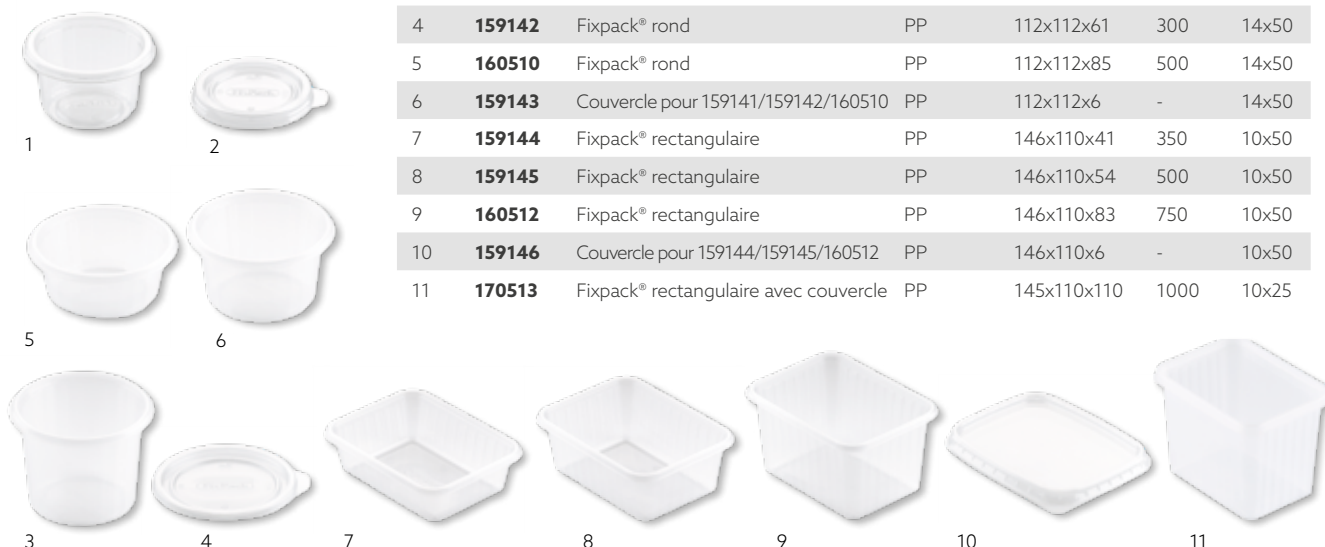 4 159142 Fixpack® rond PP 112x112x61 300 14x50
5 160510 Fixpack® rond PP 112x112x85 500 14x50
6 159143 Couvercle pour 159141/159142/160510 PP 112x112x6 - 14x50
7 159144 Fixpack® rectangulaire PP 146x110x41 350 10x50
8 159145 Fixpack® rectangulaire PP 146x110x54 500 10x50
9 160512 Fixpack® rectangulaire PP 146x110x83 750 10x50
10 159146 Couvercle pour 159144/159145/160512 PP 146x110x6 - 10x50
11 170513 Fixpack® rectangulaire avec couvercle PP 145x110x110 1000 10x25
1 2
5 6
3 4 7 8 9 10 11